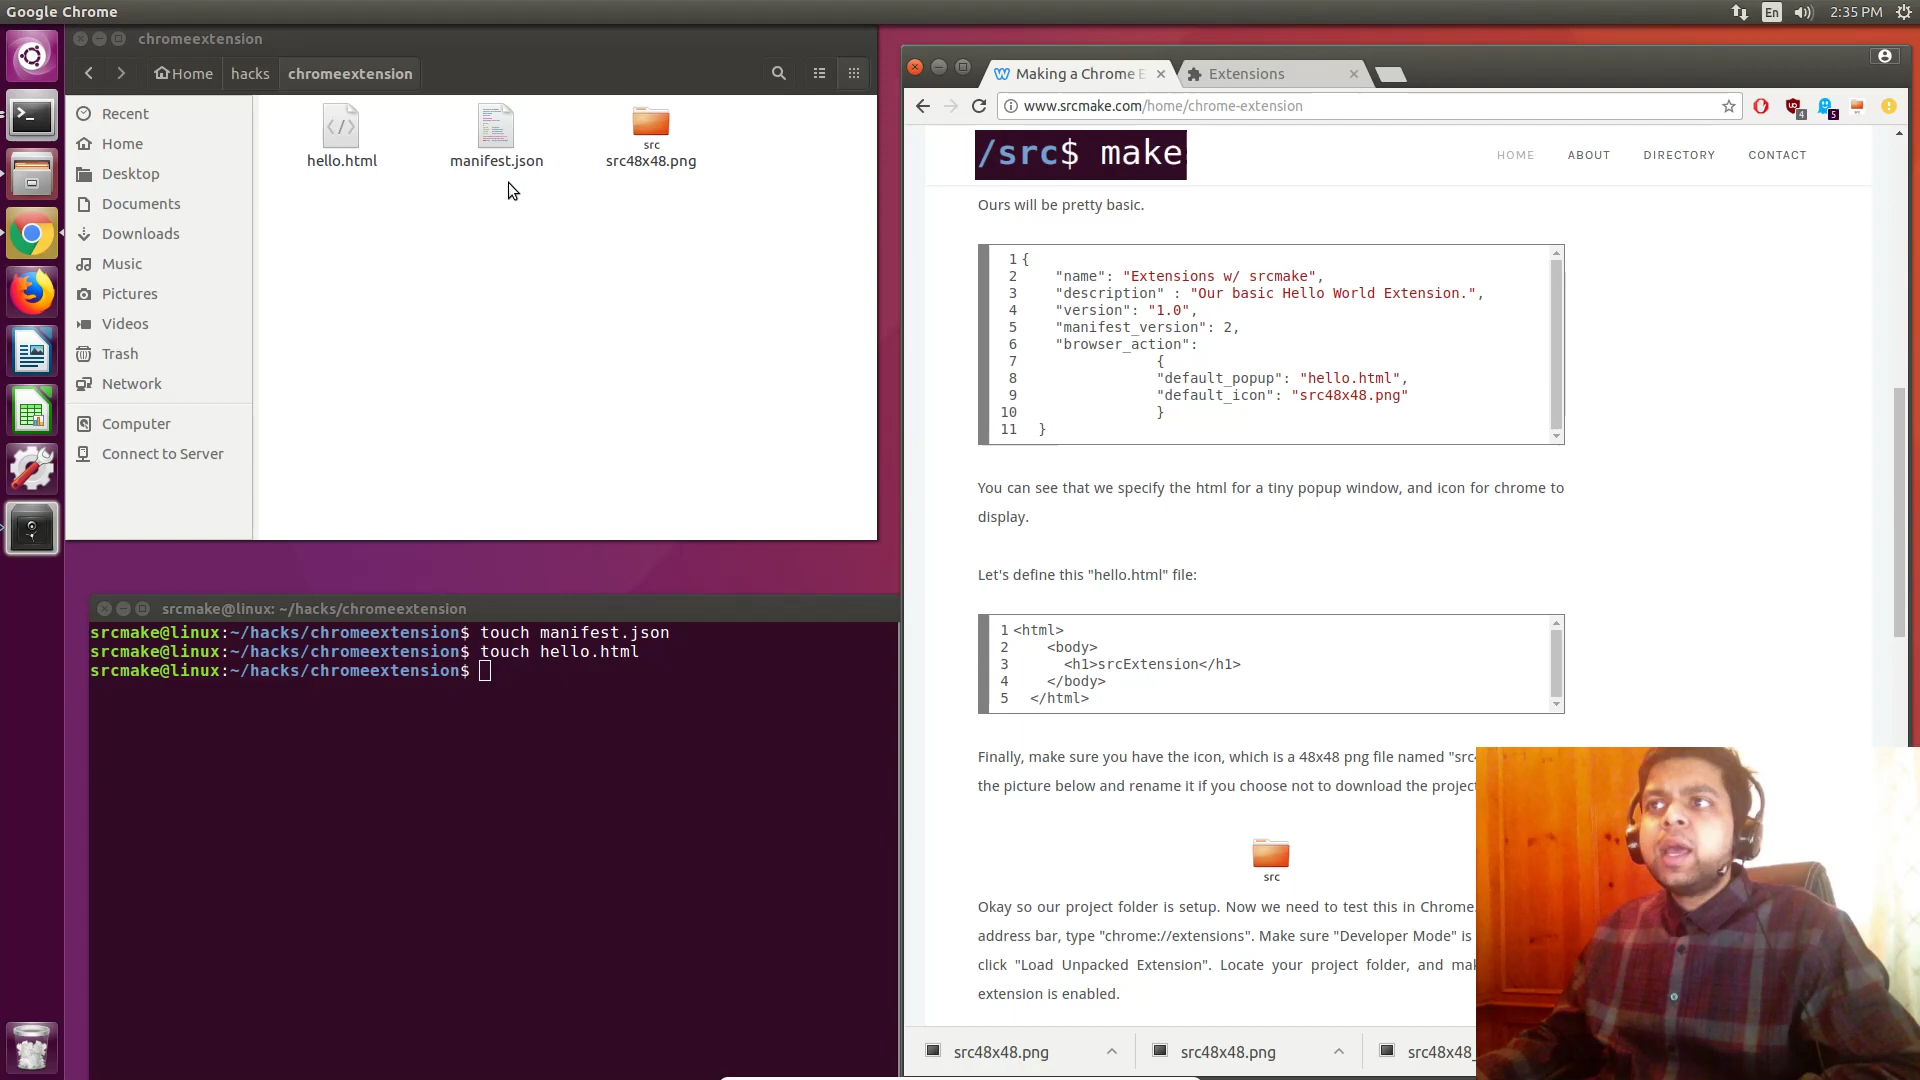 Google Chrome
En
2:35 PM
chromeextension
Home
hacks
chromeextension
Recent
Home
Desktop
Documents
Downloads
Music
Pictures
Videos
Trash
Network
Computer
Connect to Server
hello.html
manifest.json
src
src48x48.png
srcmake@linux: ~/hacks/chromeextension
srcmake@linux:~/hacks/chromeextension$ touch manifest.json
srcmake@linux:~/hacks/chromeextension$ touch hello.html
srcmake@linux:~/hacks/chromeextension$
Making a Chrome E
Extensions
www.srcmake.com/home/chrome-extension
4
5
/src$ make
HOME
ABOUT
DIRECTORY
CONTACT
Ours will be pretty basic.
1 {
2 "name": "Extensions w/ srcmake",
3 "description" : "Our basic Hello World Extension.",
4 "version": "1.0",
5 "manifest_version": 2,
6 "browser_action":
7 {
8 "default_popup": "hello.html",
9 "default_icon": "src48x48.png"
10 }
11 }
You can see that we specify the html for a tiny popup window, and icon for chrome to
display.
Let's define this "hello.html" file:
1 <html>
2 <body>
3 <h1>srcExtension</h1>
4 </body>
5 </html>
Finally, make sure you have the icon, which is a 48x48 png file named "src
the picture below and rename it if you choose not to download the project
src
Okay so our project folder is setup. Now we need to test this in Chrome.
address bar, type "chrome://extensions". Make sure "Developer Mode" is
click "Load Unpacked Extension". Locate your project folder, and mak
extension is enabled.
src48x48.png
src48x48.png
src48x48